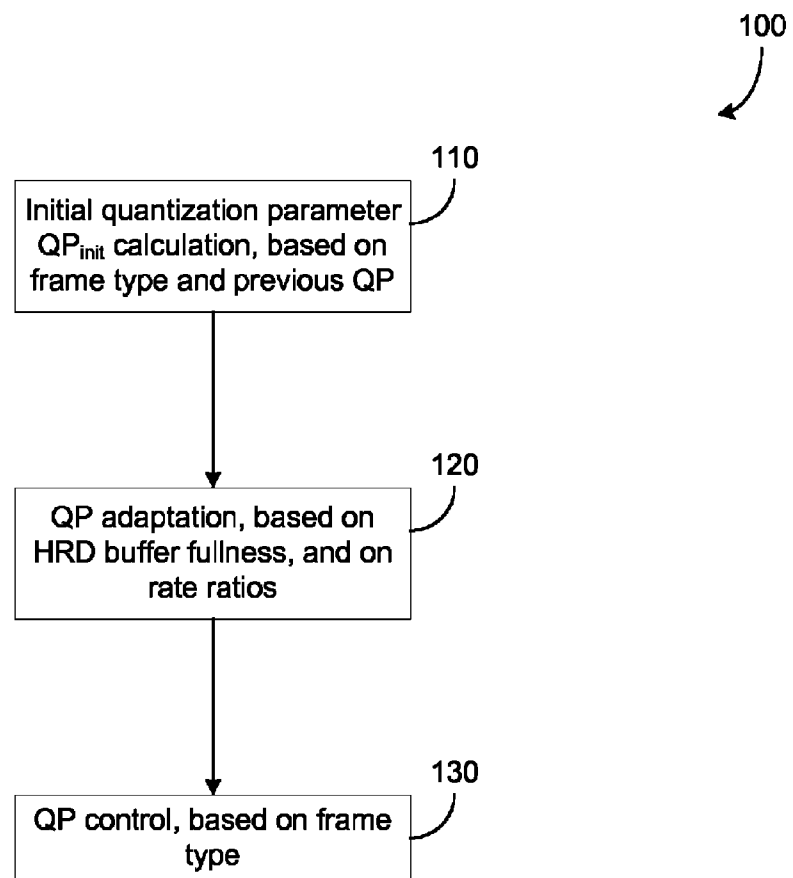 100
110
Initial quantization parameter
QPinit calculation, based on
frame type and previous QP
120
QP adaptation, based on
HRD buffer fullness, and on
rate ratios
130
QP control, based on frame
type